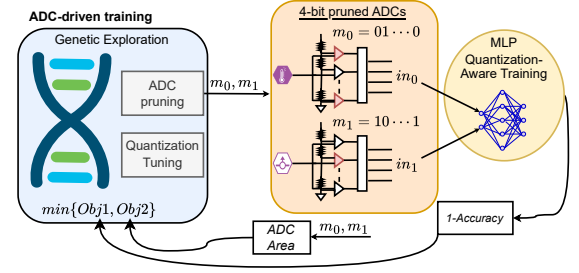 ADC-driven training
Genetic Exploration
ADC
pruning
Quantization
Tuning
min{Obj1, Obj2}
m₀, m₁
4-bit pruned ADCs
m₀ = 01···0
in₀
m₁ = 10···1
in₁
MLP
Quantization-
Aware Training
1-Accuracy
ADC
Area
m₀, m₁